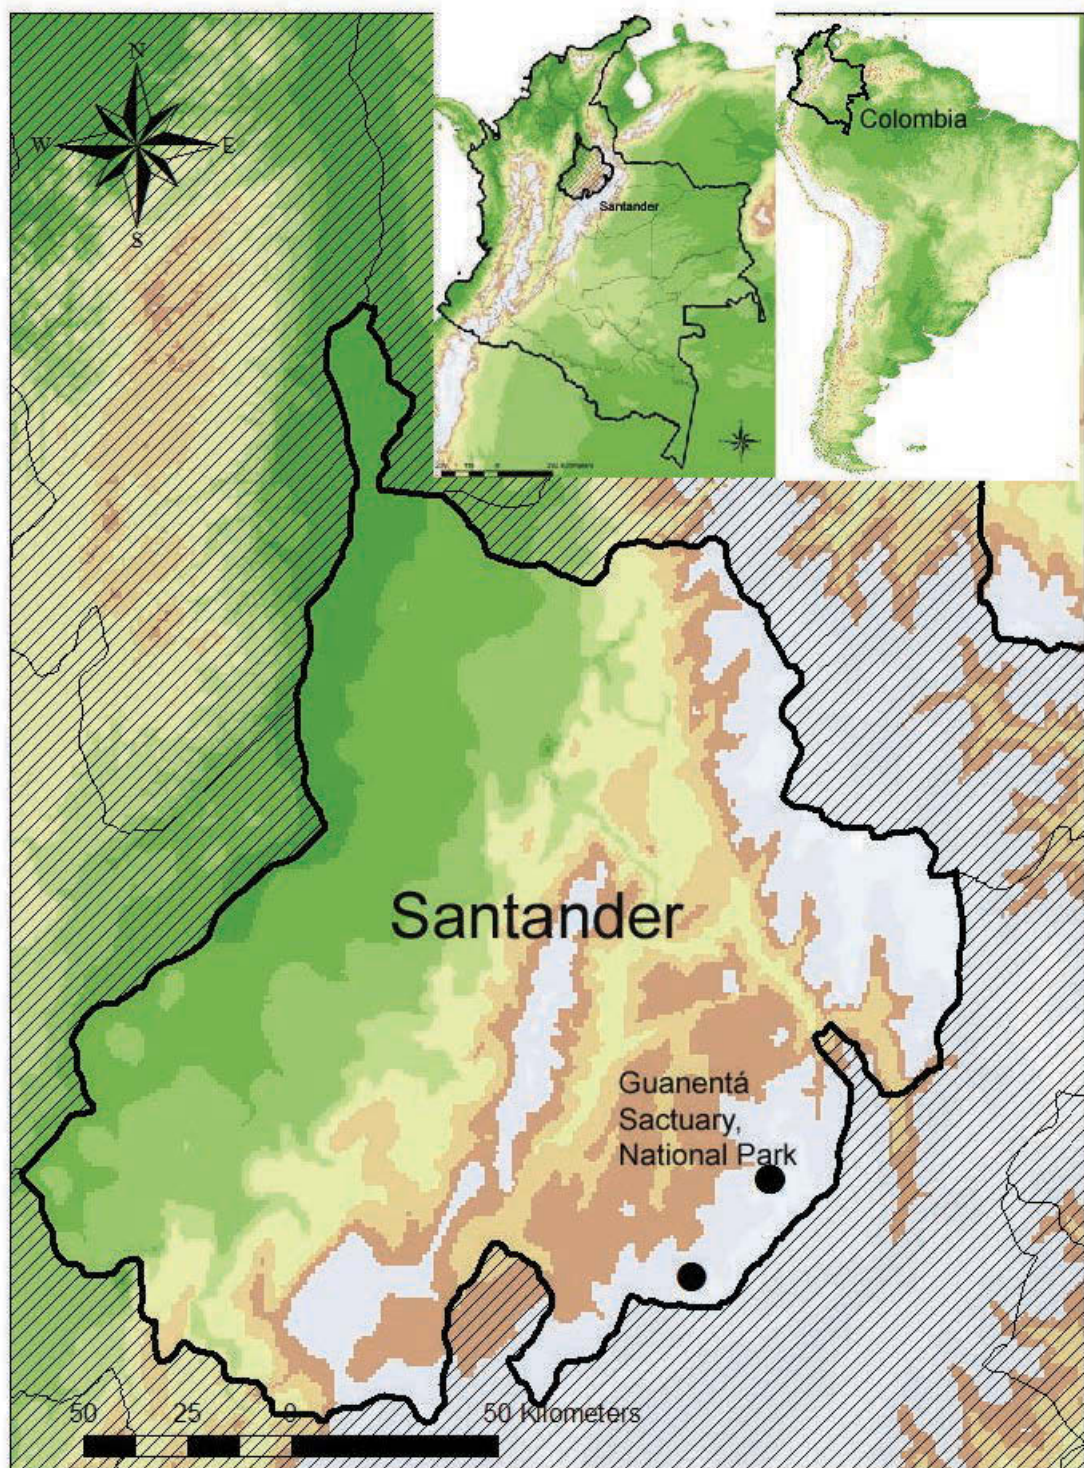 N
W E
S
Colombia
Santander
Santander
Guanentá
Sactuary,
National Park
50 25 0 50 Kilometers